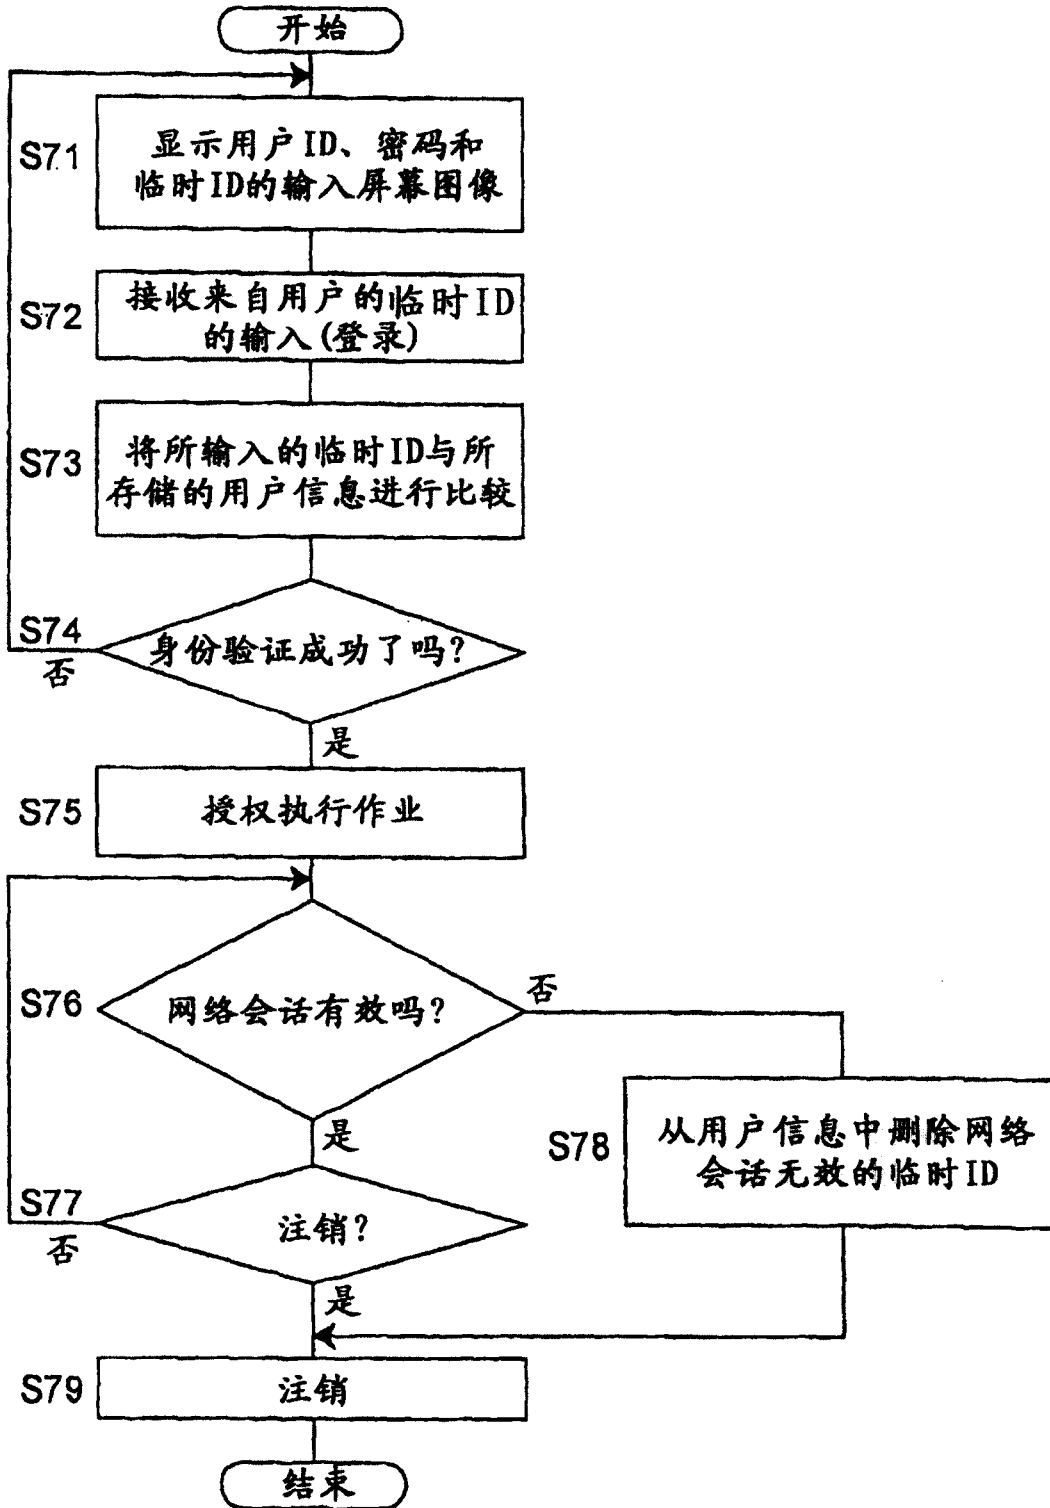 开始
S71
显示用户ID、密码和
临时ID的输入屏幕图像
S72
接收来自用户的临时ID
的输入(登录)
S73
将所输入的临时ID与所
存储的用户信息进行比较
S74
身份验证成功了吗?
否
是
S75
授权执行作业
S76
网络会话有效吗?
否
是
S78
从用户信息中删除网络
会话无效的临时ID
S77
注销?
否
是
S79
注销
结束